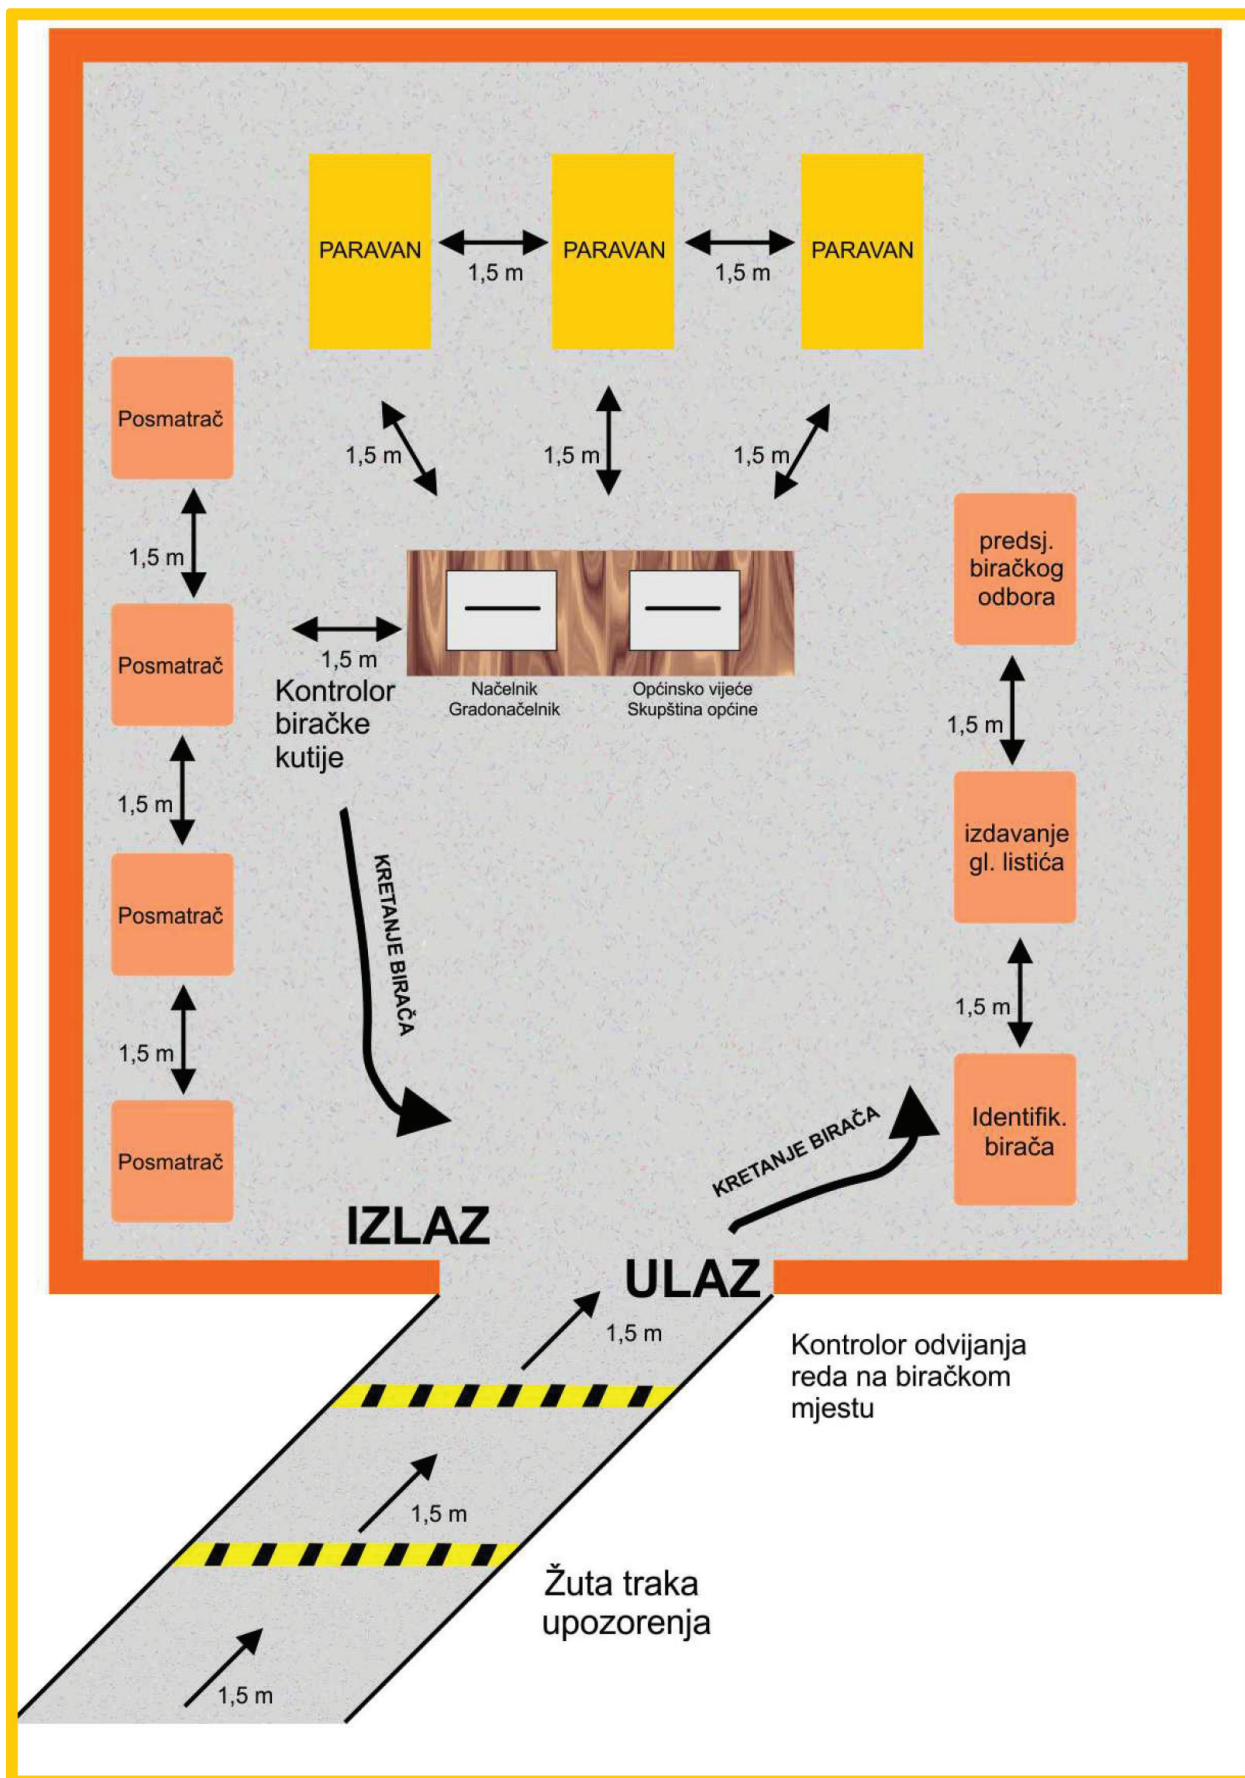 PARAVAN
PARAVAN
PARAVAN
1,5 m
1,5 m
Posmatrač
1,5 m
1,5 m
1,5 m
predsj.
biračkog
odbora
1,5 m
Posmatrač
1,5 m
Kontrolor
biračke
kutije
Načelnik
Gradonačelnik
Općinsko vijeće
Skupština općine
1,5 m
1,5 m
izdavanje
gl. listića
KRETANJE BIRAČA
Posmatrač
1,5 m
1,5 m
Identifik.
birača
KRETANJE BIRAČA
Posmatrač
IZLAZ
ULAZ
1,5 m
Kontrolor odvijanja
reda na biračkom
mjestu
1,5 m
Žuta traka
upozorenja
1,5 m